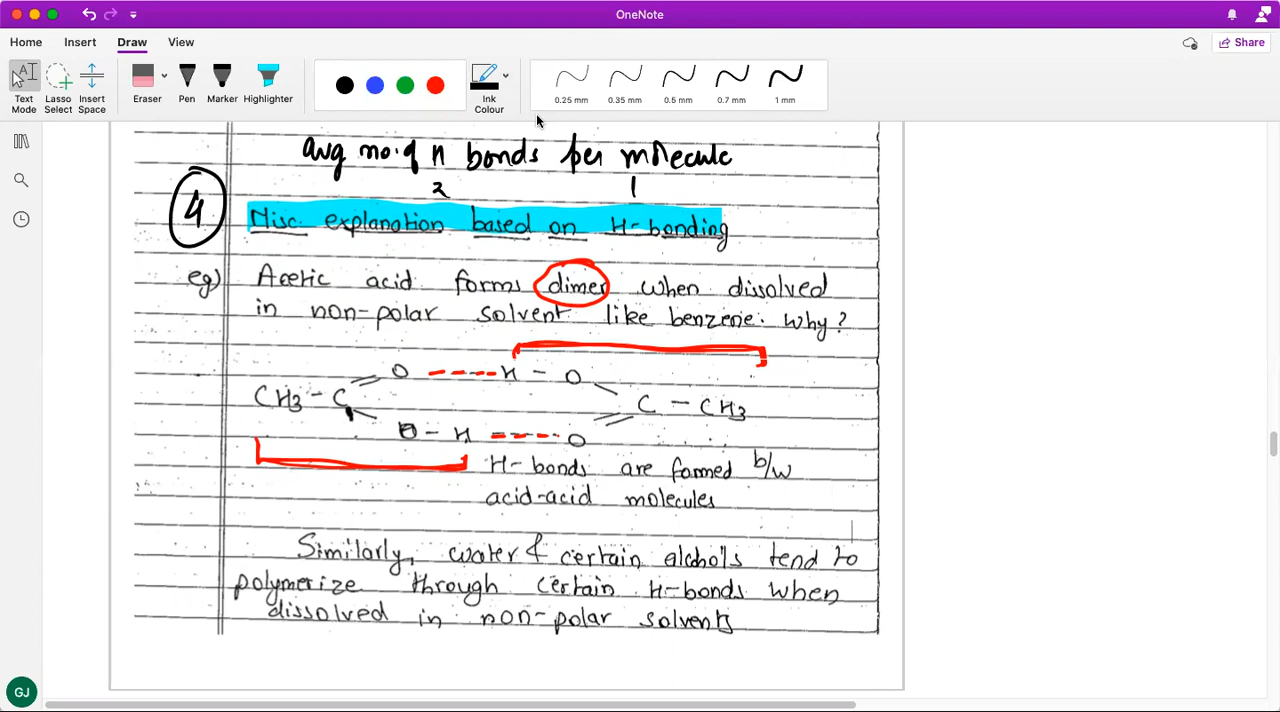 OneNote
Home Insert Draw View Share
Text Mode
Lasso Select
Insert Space
Eraser
Pen
Marker
Highlighter
Ink Colour
0.25 mm 0.35 mm 0.5 mm 0.7 mm 1 mm
avg no. of n bonds per molecule
2 1
4
Misc. explanation based on H-bonding
eg) Acetic acid forms dimer when dissolved
in non-polar solvent like benzene. Why?
O ---- H - O
CH3 - C C - CH3
O - H ---- O
H-bonds are formed b/w
acid-acid molecules
Similarly, water & certain alchols tend to
polymerize through certain H-bonds when
dissolved in non-polar solvents
GJ